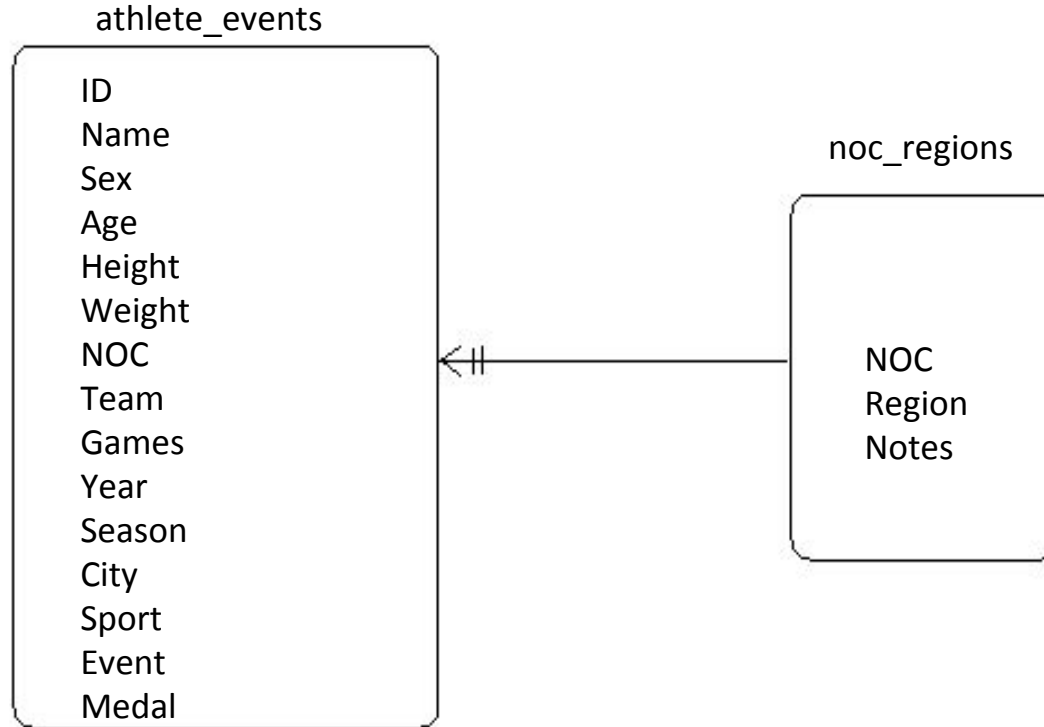 athlete_events
ID
Name
Sex
Age
Height
Weight
NOC
Team
Games
Year
Season
City
Sport
Event
Medal
noc_regions
NOC
Region
Notes